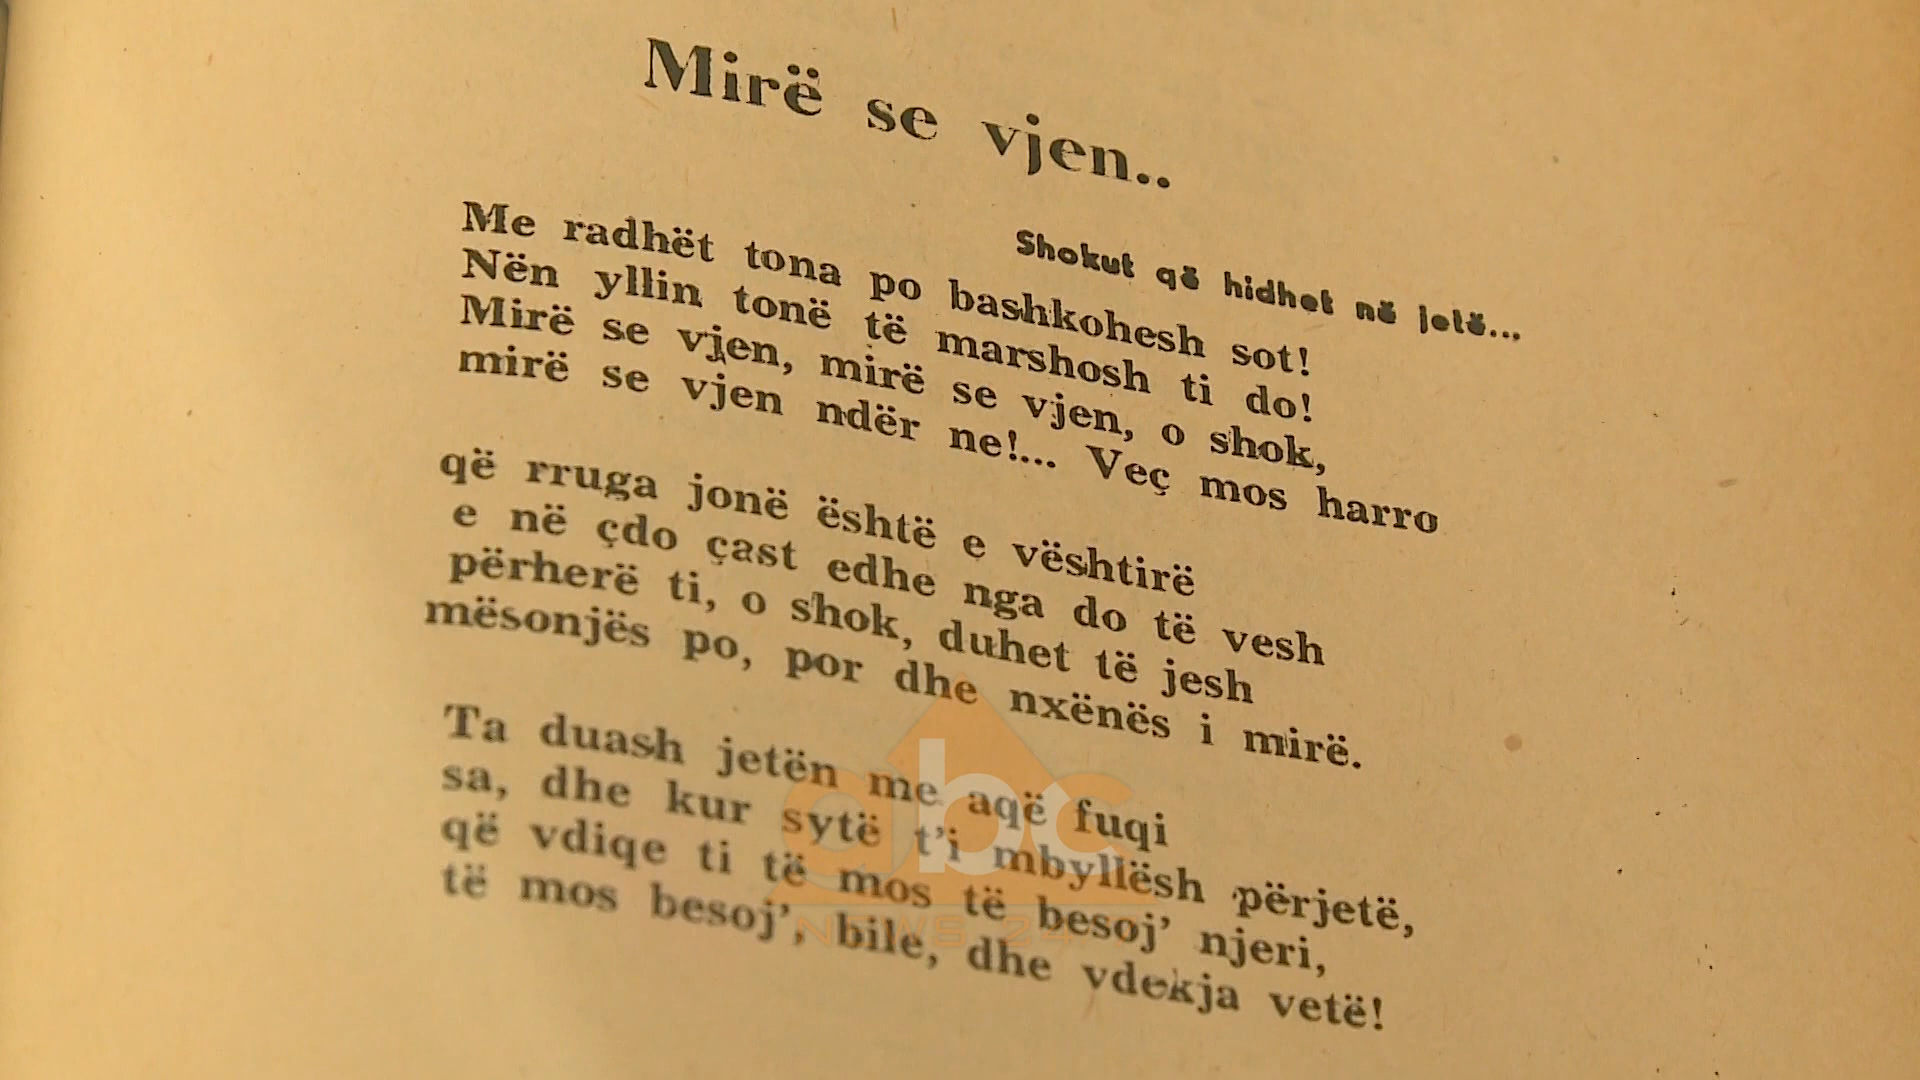 Mirë se vjen..
Shokut që hidhet në jetë...
Me radhët tona po bashkohesh sot!
Nën yllin tonë të marshosh ti do!
Mirë se vjen, mirë se vjen, o shok,
mirë se vjen ndër ne!... Veç mos harro
që rruga jonë është e vështirë
e në çdo çast edhe nga do të vesh
përherë ti, o shok, duhet të jesh
mësonjës po, por dhe nxënës i mirë.
Ta duash jetën me aqë fuqi
sa, dhe kur sytë t'i mbyllësh përjetë,
që vdiqe ti të mos të besoj' njeri,
të mos besoj', bile, dhe vdekja vetë!
abc
NEWS 24